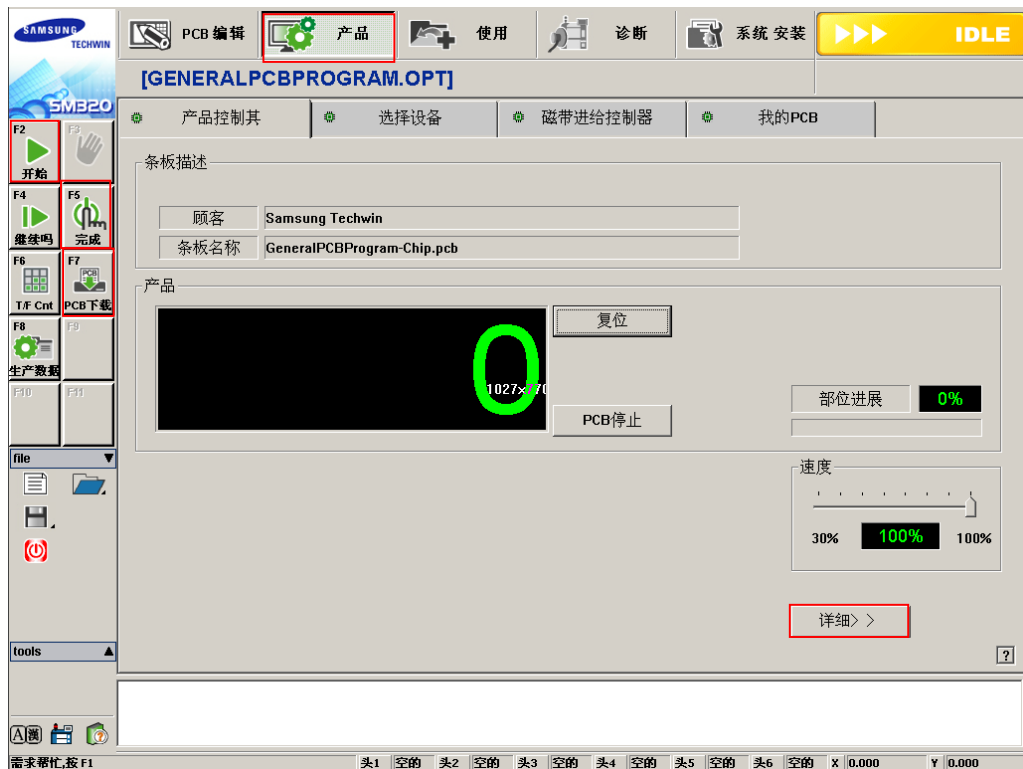 SAMSUNG
TECHWIN
SM320
PCB 编辑
产品
使用
诊断
系统 安装
IDLE
[GENERALPCBPROGRAM.OPT]
产品控制其
选择设备
磁带进给控制器
我的PCB
F2
开始
F3
F4
继续吗
F5
完成
F6
T/F Cnt
F7
PCB
PCB下载
F8
生产数据
F9
F10
F11
条板描述
顾客
Samsung Techwin
条板名称
GeneralPCBProgram-Chip.pcb
产品
0
1027×770
复位
PCB停止
部位进展
0%
速度
30%
100%
100%
详细> >
file
tools
?
A漢
需求帮忙,按 F1
头1 空的 头2 空的 头3 空的 头4 空的 头5 空的 头6 空的 X 0.000 Y 0.000